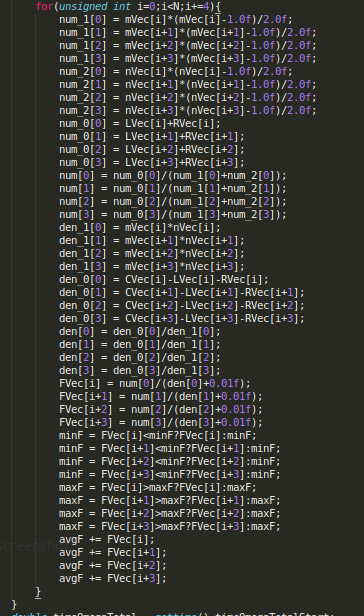 for(unsigned int i=0;i<N;i+=4){
num_1[0] = mVec[i]*(mVec[i]-1.0f)/2.0f;
num_1[1] = mVec[i+1]*(mVec[i+1]-1.0f)/2.0f;
num_1[2] = mVec[i+2]*(mVec[i+2]-1.0f)/2.0f;
num_1[3] = mVec[i+3]*(mVec[i+3]-1.0f)/2.0f;
num_2[0] = nVec[i]*(nVec[i]-1.0f)/2.0f;
num_2[1] = nVec[i+1]*(nVec[i+1]-1.0f)/2.0f;
num_2[2] = nVec[i+2]*(nVec[i+2]-1.0f)/2.0f;
num_2[3] = nVec[i+3]*(nVec[i+3]-1.0f)/2.0f;
num_0[0] = LVec[i]+RVec[i];
num_0[1] = LVec[i+1]+RVec[i+1];
num_0[2] = LVec[i+2]+RVec[i+2];
num_0[3] = LVec[i+3]+RVec[i+3];
num[0] = num_0[0]/(num_1[0]+num_2[0]);
num[1] = num_0[1]/(num_1[1]+num_2[1]);
num[2] = num_0[2]/(num_1[2]+num_2[2]);
num[3] = num_0[3]/(num_1[3]+num_2[3]);
den_1[0] = mVec[i]*nVec[i];
den_1[1] = mVec[i+1]*nVec[i+1];
den_1[2] = mVec[i+2]*nVec[i+2];
den_1[3] = mVec[i+3]*nVec[i+3];
den_0[0] = CVec[i]-LVec[i]-RVec[i];
den_0[1] = CVec[i+1]-LVec[i+1]-RVec[i+1];
den_0[2] = CVec[i+2]-LVec[i+2]-RVec[i+2];
den_0[3] = CVec[i+3]-LVec[i+3]-RVec[i+3];
den[0] = den_0[0]/den_1[0];
den[1] = den_0[1]/den_1[1];
den[2] = den_0[2]/den_1[2];
den[3] = den_0[3]/den_1[3];
FVec[i] = num[0]/(den[0]+0.01f);
FVec[i+1] = num[1]/(den[1]+0.01f);
FVec[i+2] = num[2]/(den[2]+0.01f);
FVec[i+3] = num[3]/(den[3]+0.01f);
minF = FVec[i]<minF?FVec[i]:minF;
minF = FVec[i+1]<minF?FVec[i+1]:minF;
minF = FVec[i+2]<minF?FVec[i+2]:minF;
minF = FVec[i+3]<minF?FVec[i+3]:minF;
maxF = FVec[i]>maxF?FVec[i]:maxF;
maxF = FVec[i+1]>maxF?FVec[i+1]:maxF;
maxF = FVec[i+2]>maxF?FVec[i+2]:maxF;
maxF = FVec[i+3]>maxF?FVec[i+3]:maxF;
avgF += FVec[i];
avgF += FVec[i+1];
avgF += FVec[i+2];
avgF += FVec[i+3];
}
}